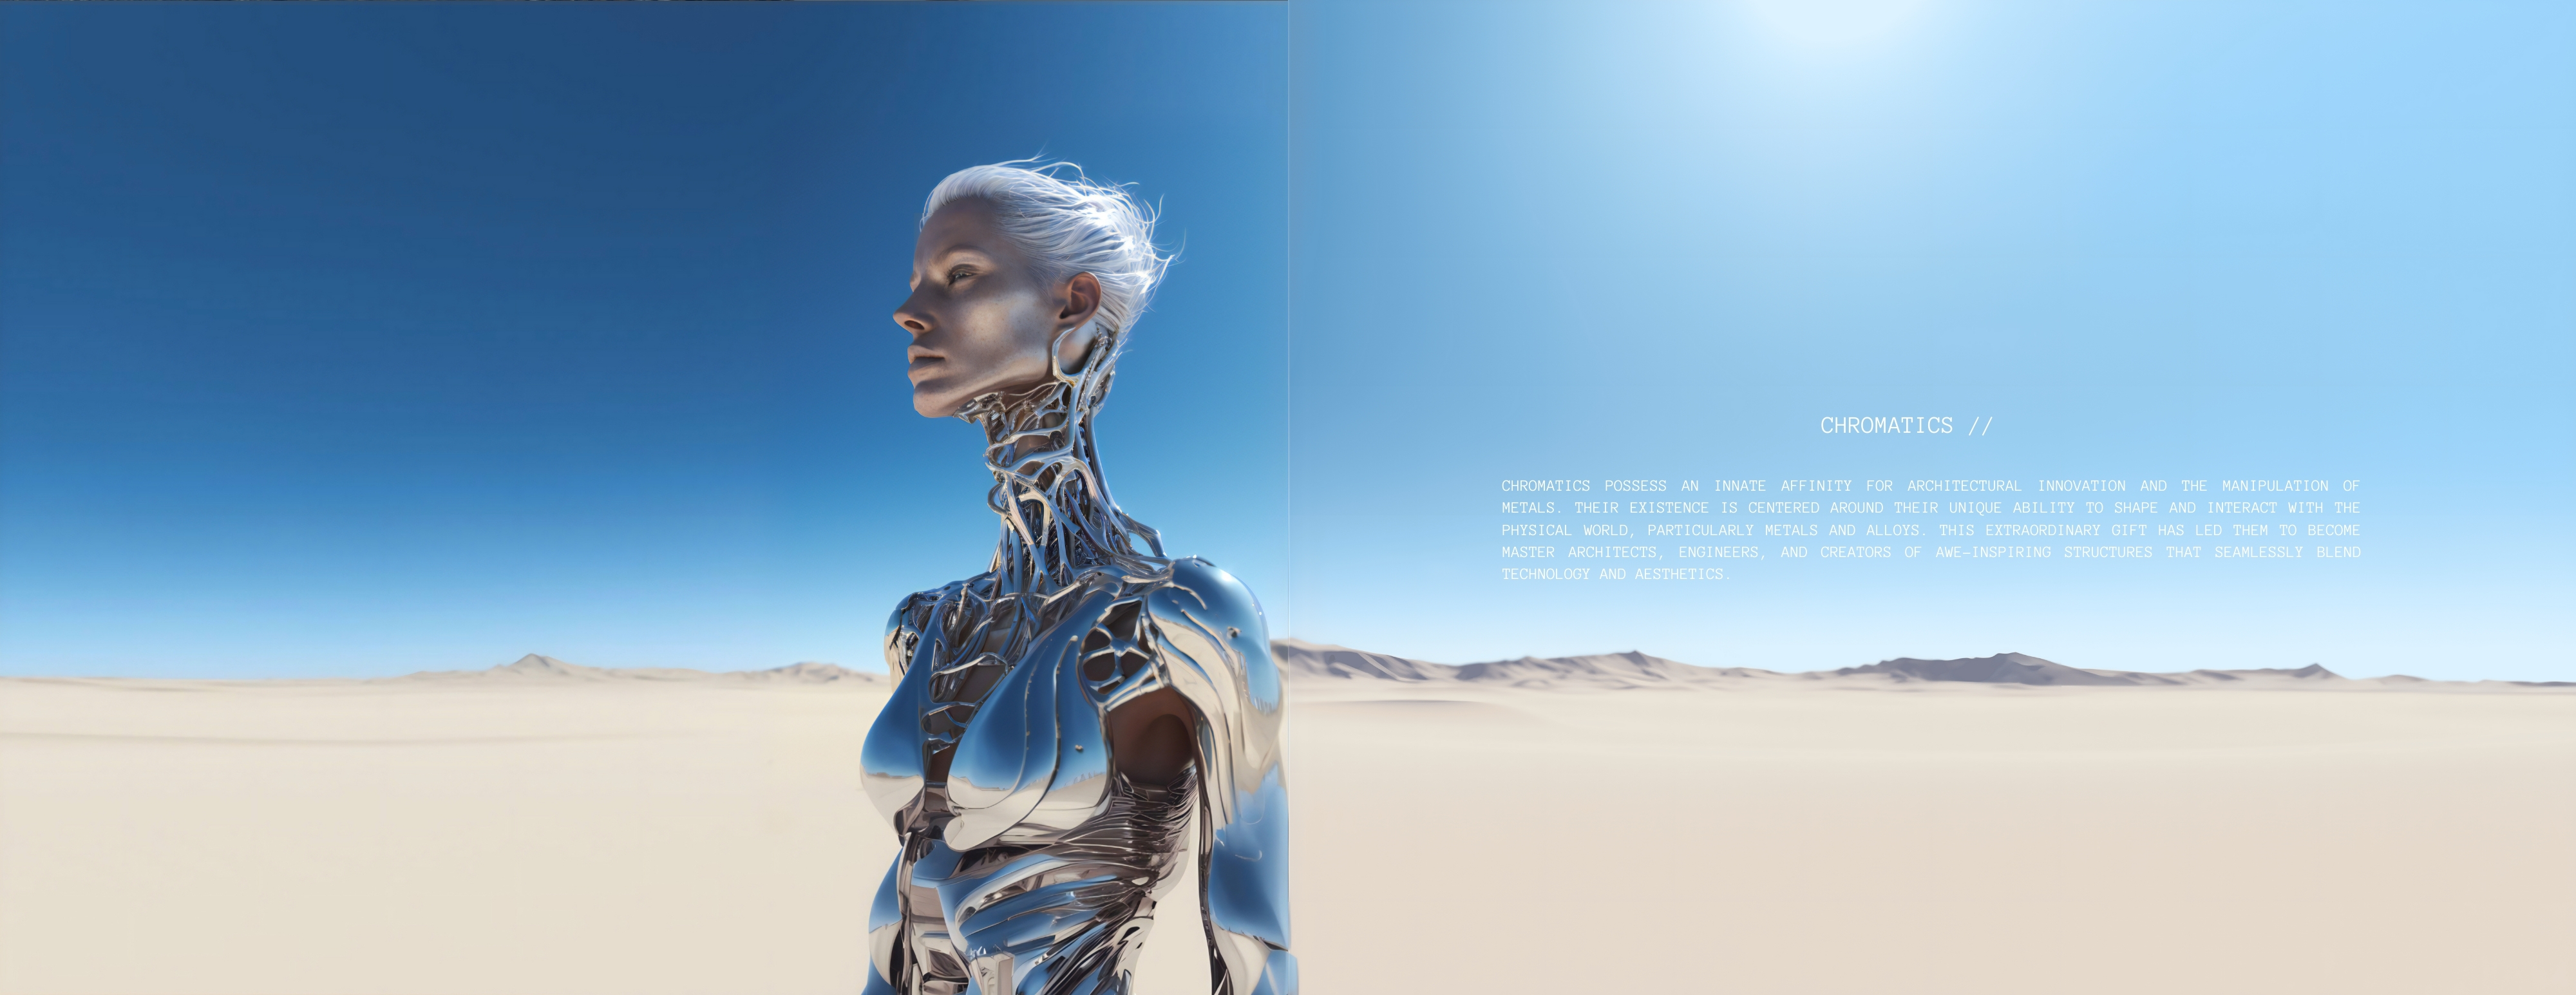 CHROMATICS //
CHROMATICS POSSESS AN INNATE AFFINITY FOR ARCHITECTURAL INNOVATION AND THE MANIPULATION OF
METALS. THEIR EXISTENCE IS CENTERED AROUND THEIR UNIQUE ABILITY TO SHAPE AND INTERACT WITH THE
PHYSICAL WORLD, PARTICULARLY METALS AND ALLOYS. THIS EXTRAORDINARY GIFT HAS LED THEM TO BECOME
MASTER ARCHITECTS, ENGINEERS, AND CREATORS OF AWE-INSPIRING STRUCTURES THAT SEAMLESSLY BLEND
TECHNOLOGY AND AESTHETICS.